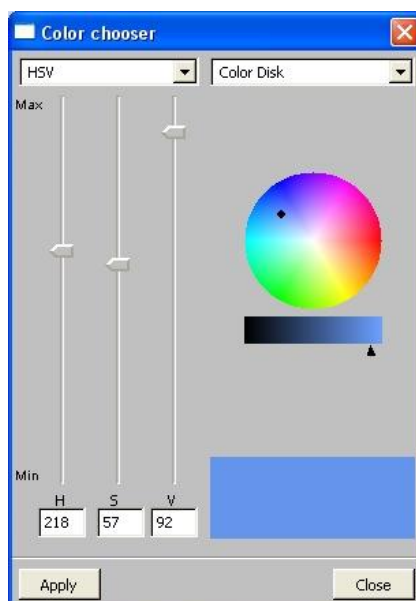 Color chooser
HSV Color Disk
Max
Min
H S V
218 57 92
Apply Close